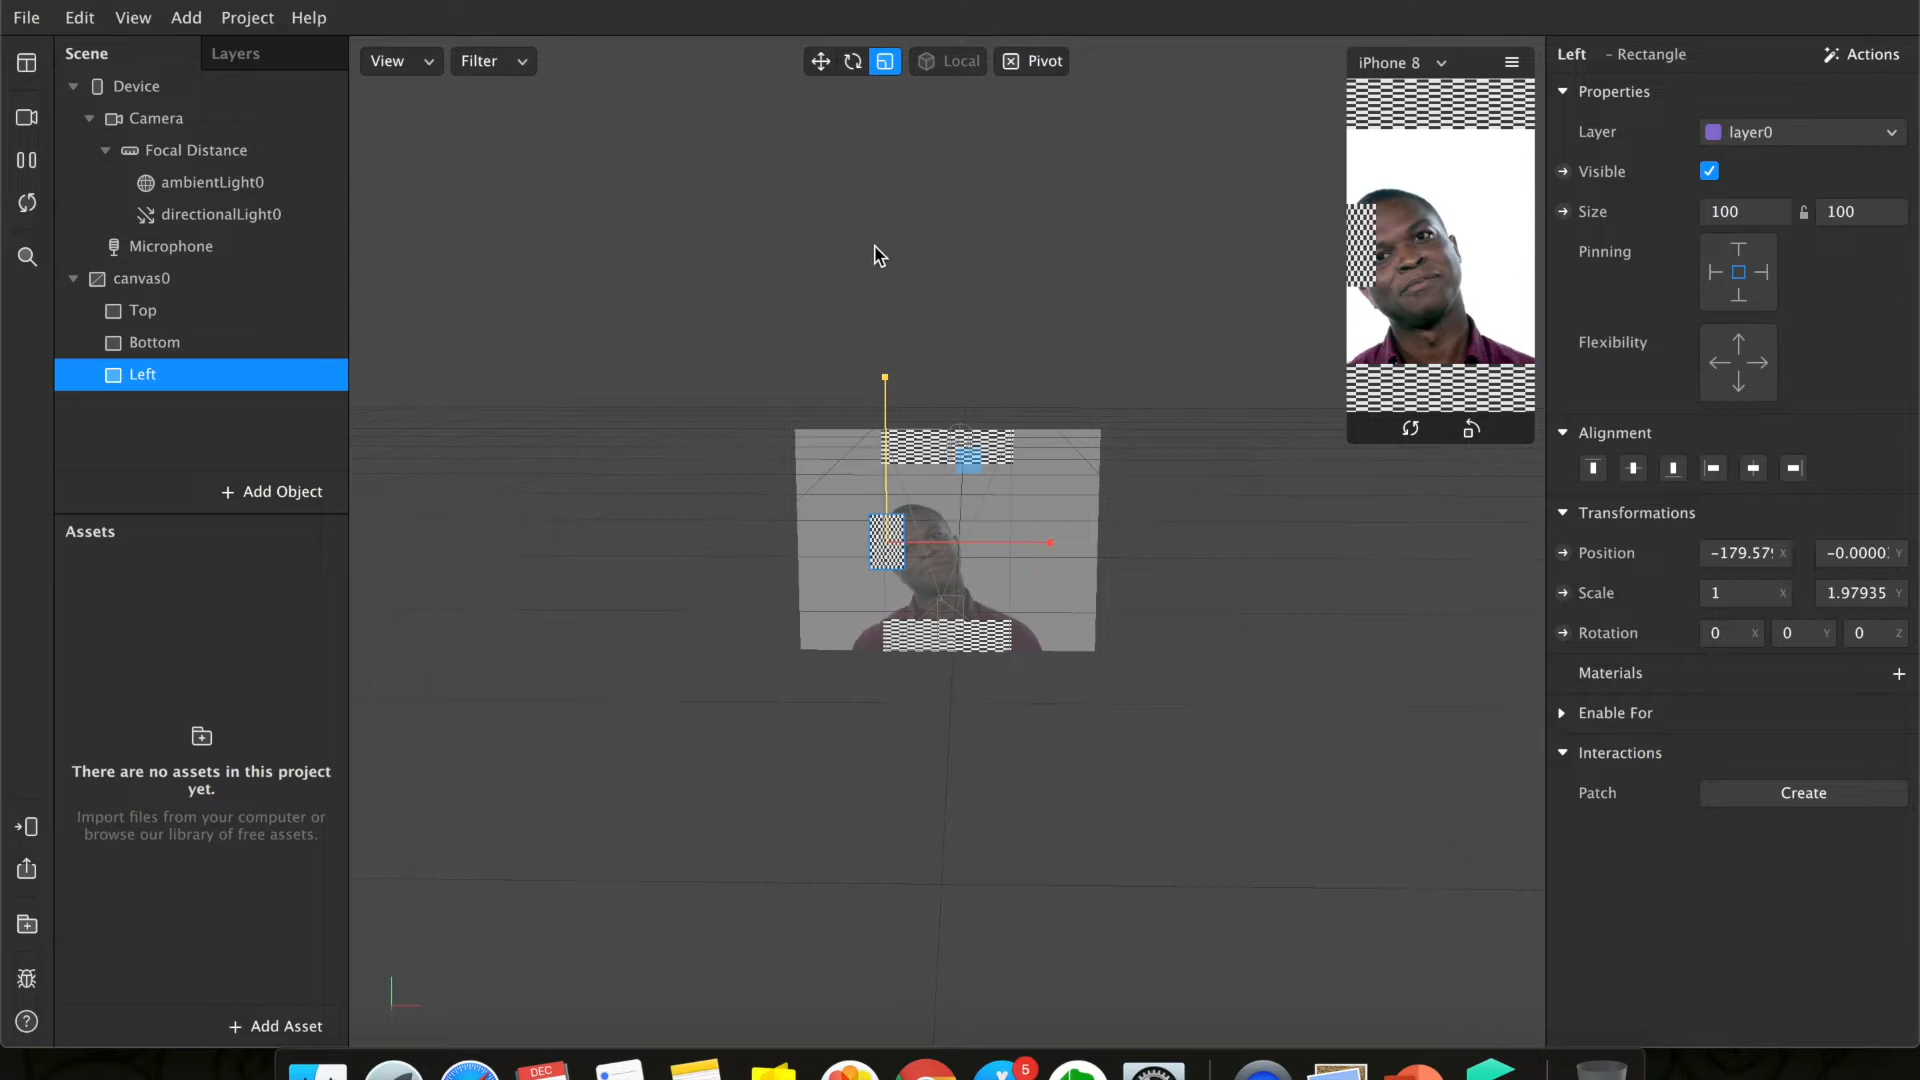 File Edit View Add Project Help
Scene Layers
Device
Camera
Focal Distance
ambientLight0
directionalLight0
Microphone
canvas0
Top
Bottom
Left
+ Add Object
Assets
There are no assets in this project
yet.
Import files from your computer or
browse our library of free assets.
+ Add Asset
View Filter Local Pivot
iPhone 8
Left - Rectangle Actions
Properties
Layer layer0
Visible
Size 100 100
Pinning
Flexibility
Alignment
Transformations
Position -179.579 X -0.0000 Y
Scale 1 X 1.97935 Y
Rotation 0 X 0 Y 0 Z
Materials +
Enable For
Interactions
Patch Create
DEC 5